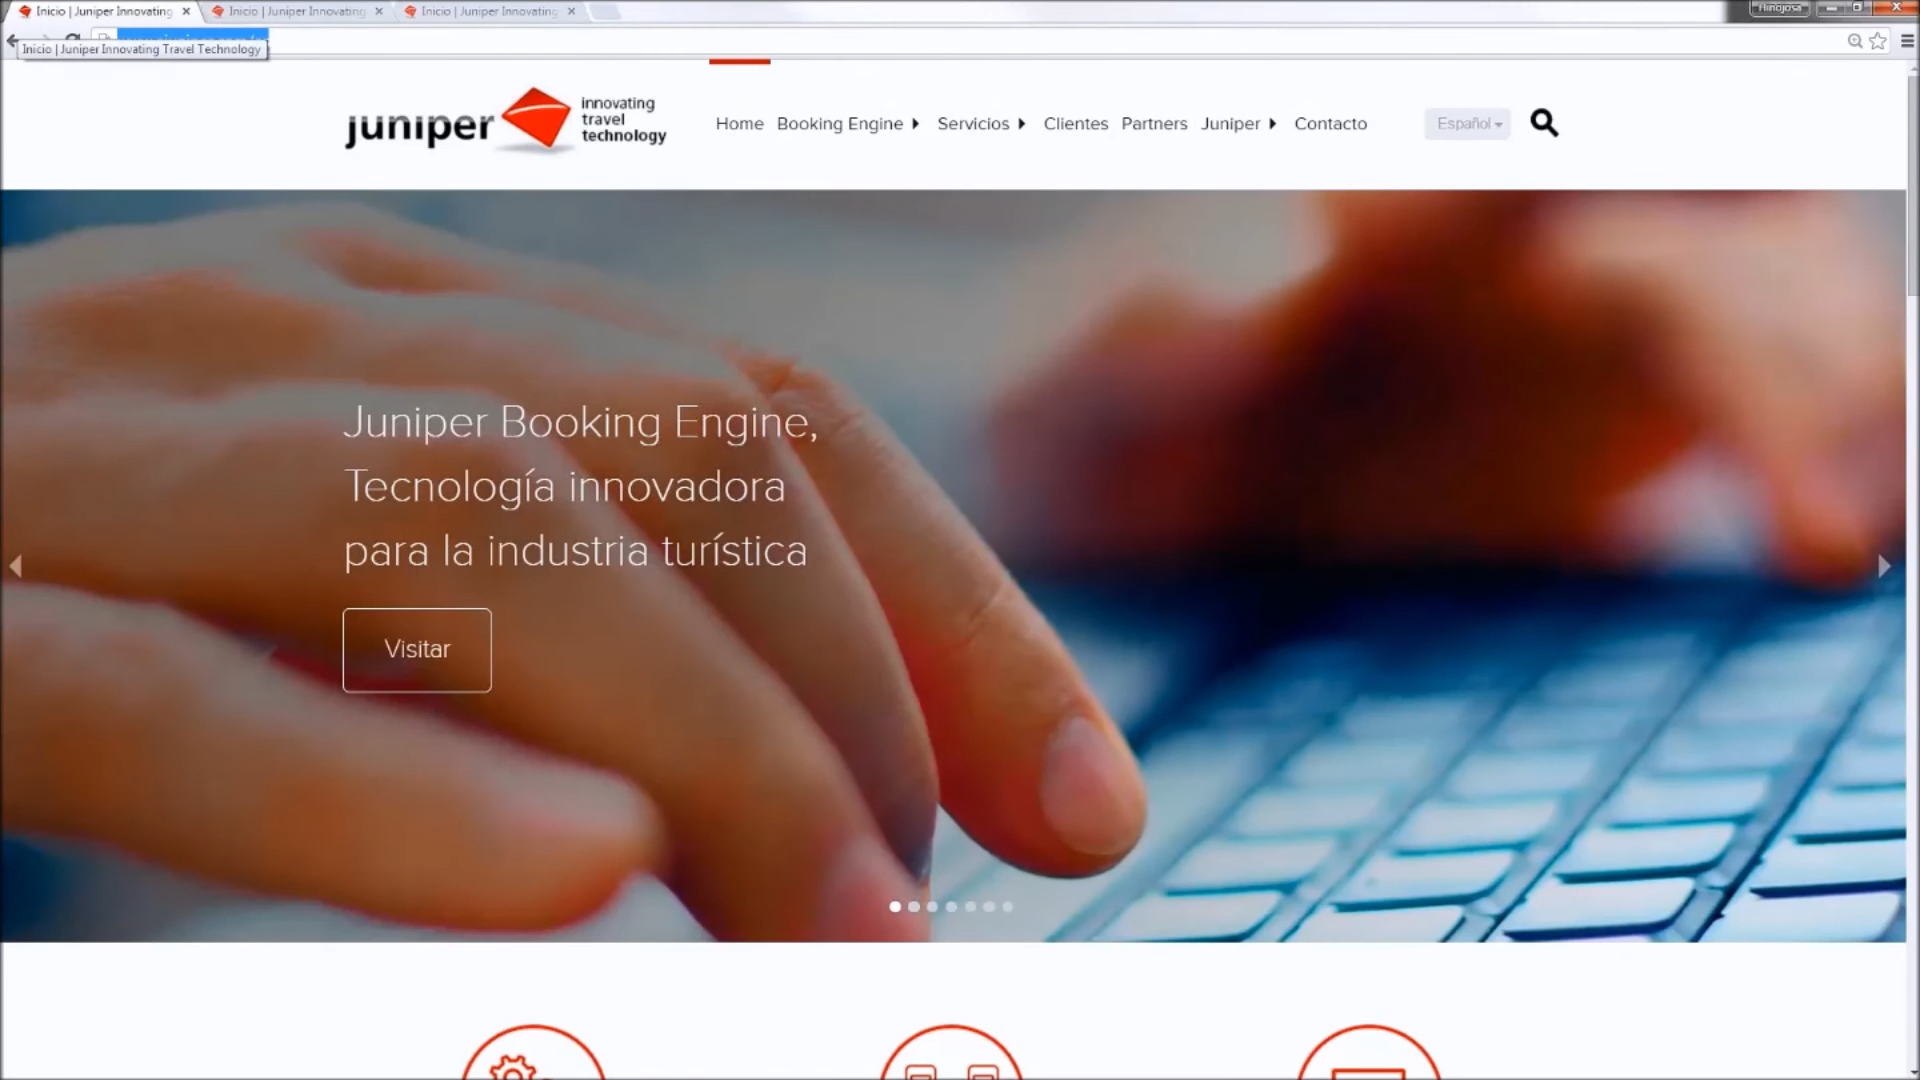 Inicio | Juniper Innovating
Inicio | Juniper Innovating
Inicio | Juniper Innovating
Hinojosa
Inicio | Juniper Innovating Travel Technology
juniper
innovating
travel
technology
Home
Booking Engine
Servicios
Clientes
Partners
Juniper
Contacto
Español
Juniper Booking Engine,
Tecnología innovadora
para la industria turística
Visitar